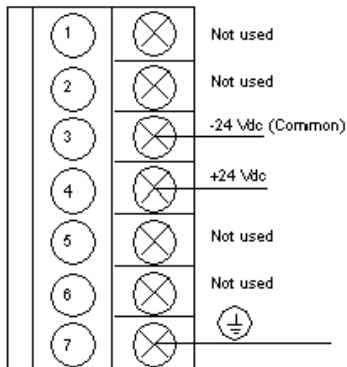 1 Not used
2 Not used
3 -24 Vdc (Common)
4 +24 Vdc
5 Not used
6 Not used
7